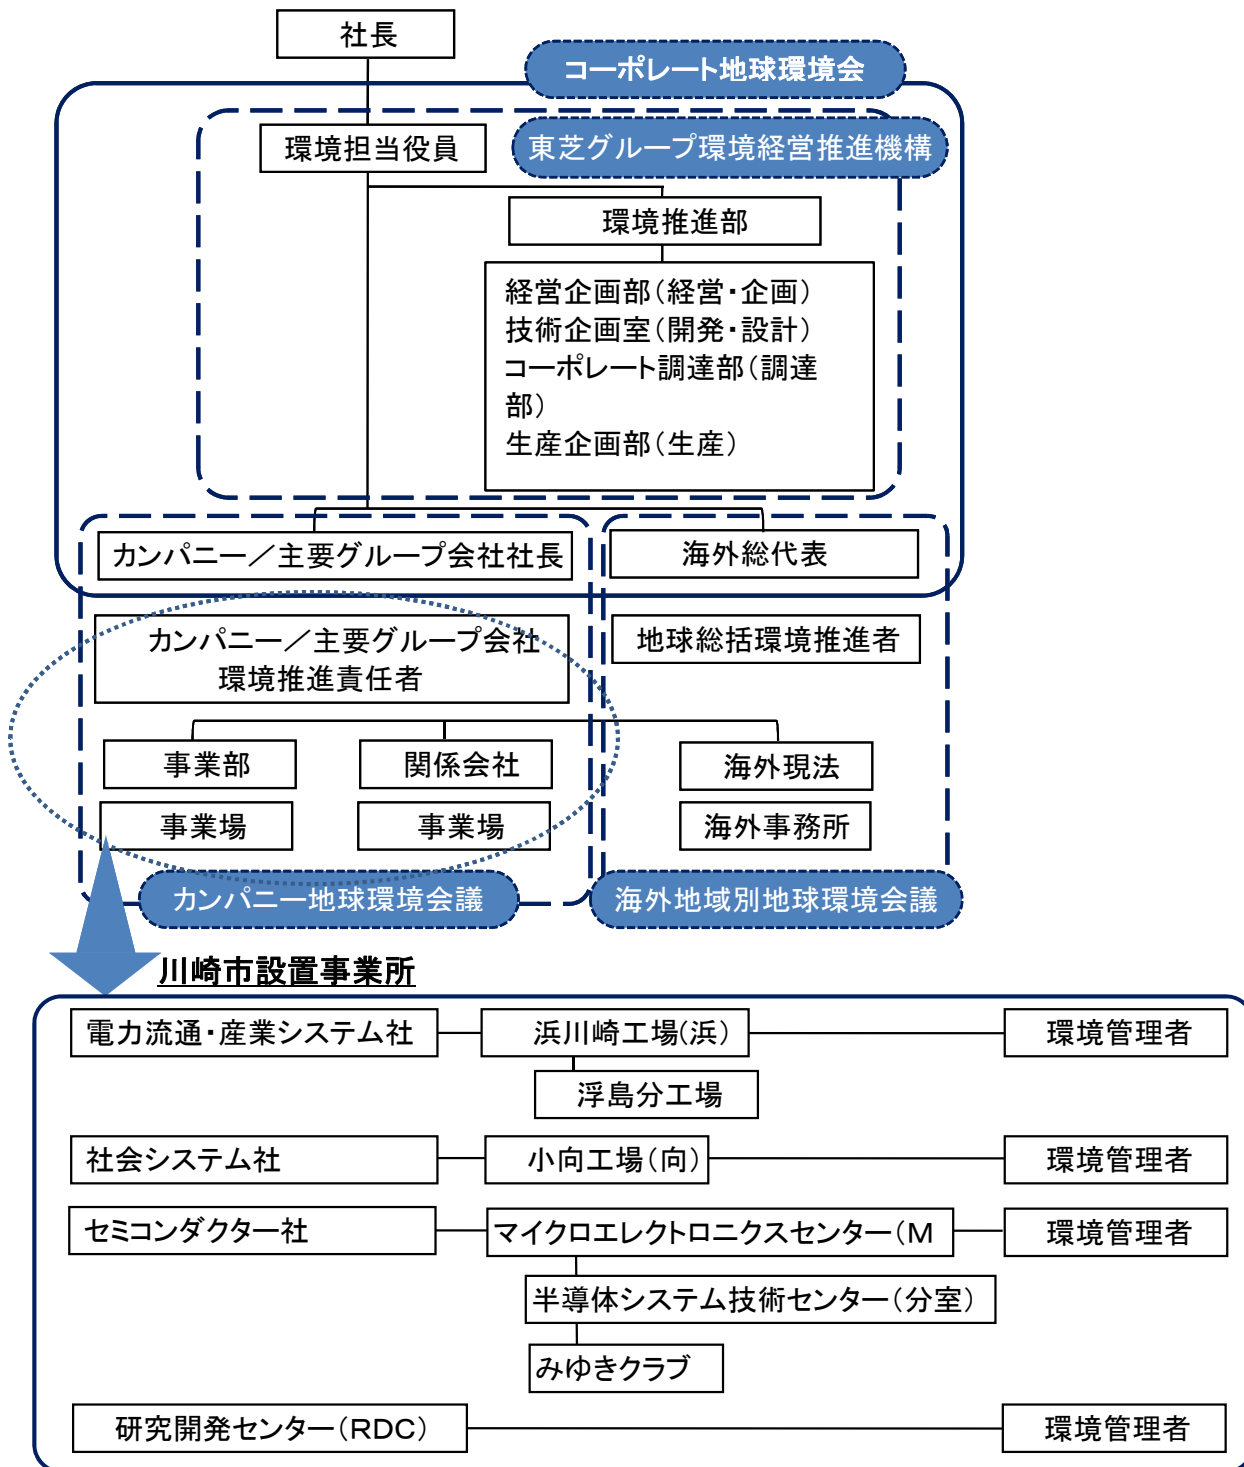 社長
コーポレート地球環境会
環境担当役員
東芝グループ環境経営推進機構
環境推進部
経営企画部（経営・企画）
技術企画室（開発・設計）
コーポレート調達部（調達
部）
生産企画部（生産）
カンパニー／主要グループ会社社長
海外総代表
カンパニー／主要グループ会社
環境推進責任者
地球総括環境推進者
事業部
関係会社
海外現法
事業場
事業場
海外事務所
カンパニー地球環境会議
海外地域別地球環境会議
川崎市設置事業所
電力流通・産業システム社
浜川崎工場（浜）
環境管理者
浮島分工場
社会システム社
小向工場（向）
環境管理者
セミコンダクター社
マイクロエレクトロニクスセンター（M
環境管理者
半導体システム技術センター（分室）
みゆきクラブ
研究開発センター（RDC）
環境管理者